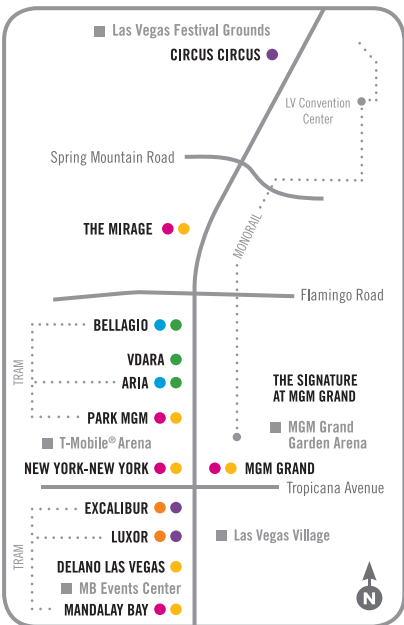 Las Vegas Festival Grounds
CIRCUS CIRCUS
LV Convention
Center
Spring Mountain Road
THE MIRAGE
MONORAIL
Flamingo Road
BELLAGIO
VDARA
TRAM
ARIA
THE SIGNATURE
AT MGM GRAND
PARK MGM
MGM Grand
Garden Arena
T-Mobile® Arena
NEW YORK-NEW YORK
MGM GRAND
Tropicana Avenue
EXCALIBUR
LUXOR
Las Vegas Village
TRAM
DELANO LAS VEGAS
MB Events Center
MANDALAY BAY
N